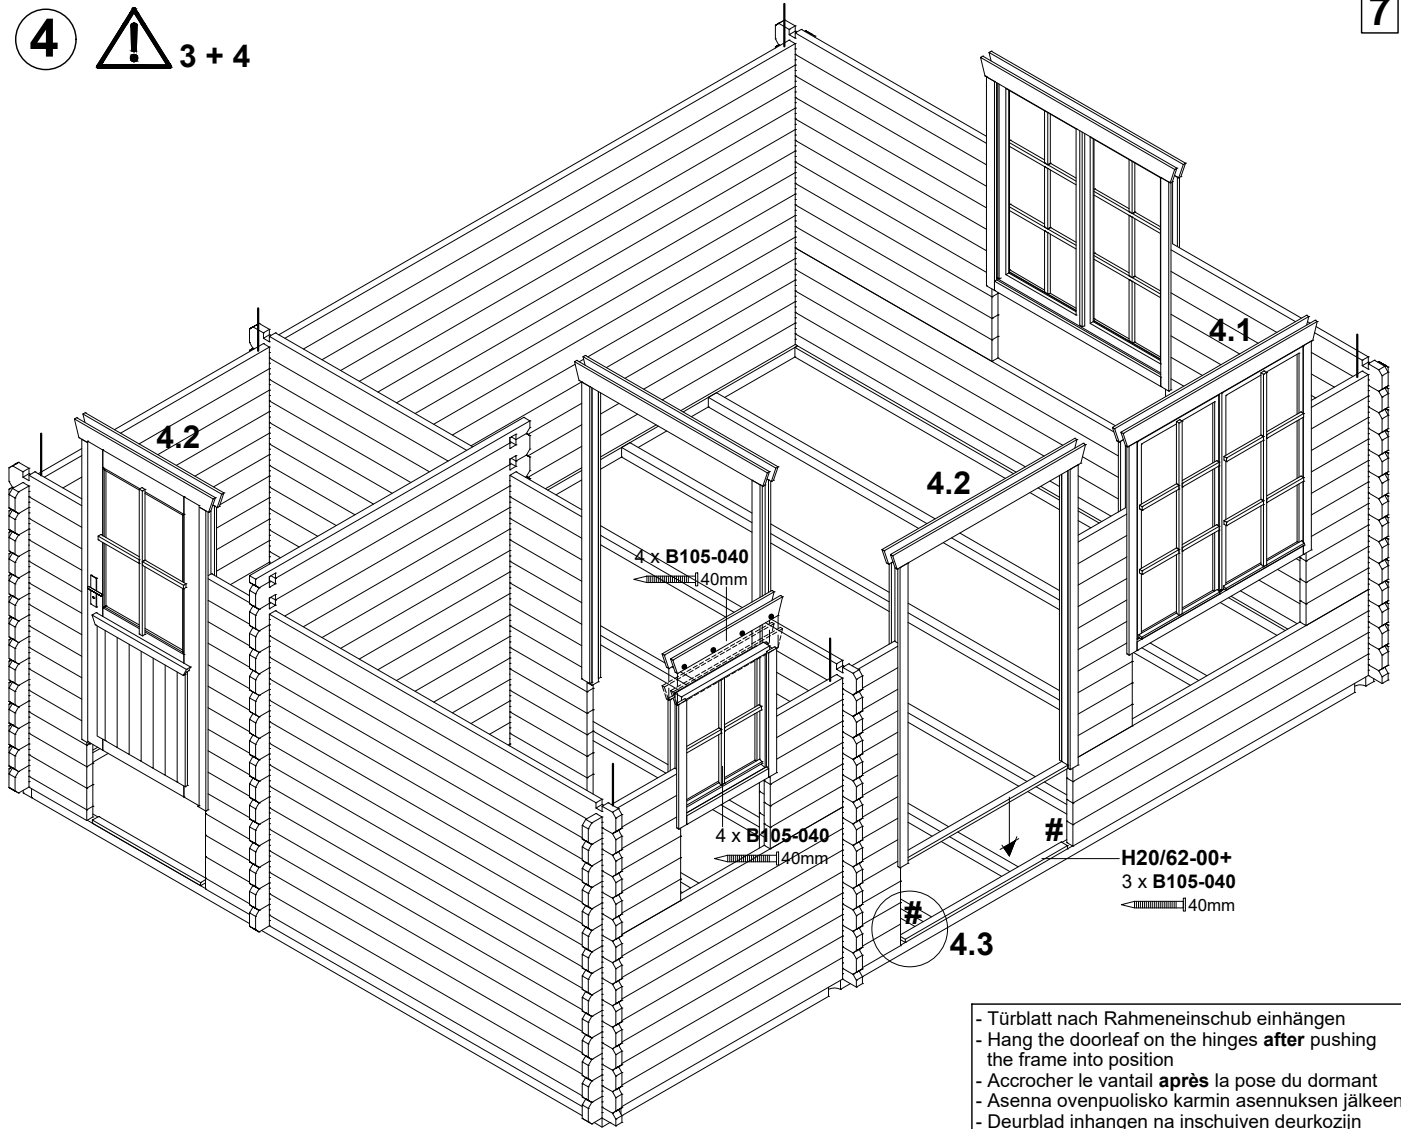 4
3 + 4
7
4.1
4.2
4.2
4 x B105-040
40mm
4 x B105-040
40mm
#
H20/62-00+
3 x B105-040
40mm
#
4.3
- Türblatt nach Rahmeneinschub einhängen
- Hang the doorleaf on the hinges after pushing
the frame into position
- Accrocher le vantail après la pose du dormant
- Asenna ovenpuolisko karmin asennuksen jälkeen
- Deurblad inhangen na inschuiven deurkozijn